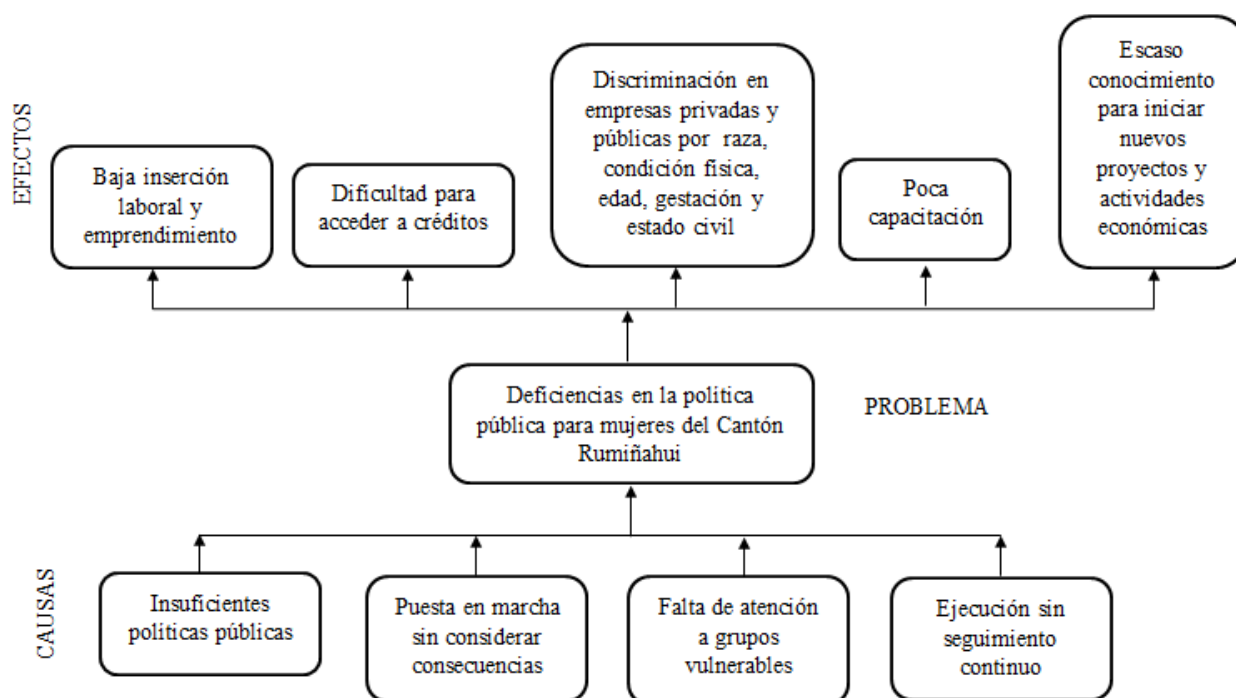 EFECTOS
Baja inserción
laboral y
emprendimiento
Dificultad para
acceder a créditos
Discriminación en
empresas privadas y
públicas por raza,
condición física,
edad, gestación y
estado civil
Poca
capacitación
Escaso
conocimiento
para iniciar
nuevos
proyectos y
actividades
económicas
Deficiencias en la política
pública para mujeres del Cantón
Rumiñahui
PROBLEMA
CAUSAS
Insuficientes
políticas públicas
Puesta en marcha
sin considerar
consecuencias
Falta de atención
a grupos
vulnerables
Ejecución sin
seguimiento
continuo